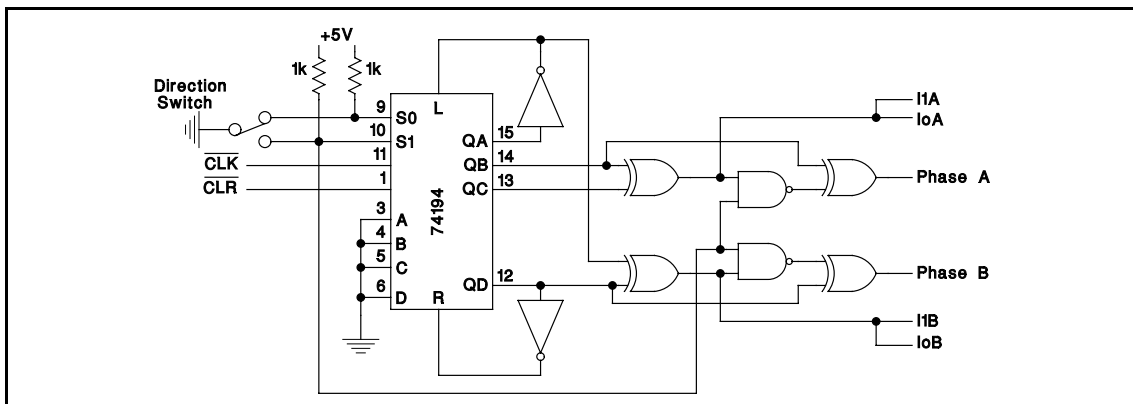 +5V
1k
1k
Direction
Switch
9
S0
L
10
S1
QA
15
11
QB
14
CLK
1
QC
13
CLR
3
A
4
B
5
C
6
D
74194
QD
12
R
I1A
IoA
Phase A
Phase B
I1B
IoB